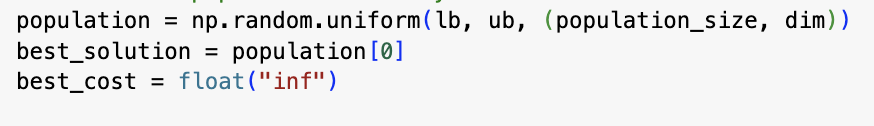 population = np.random.uniform(lb, ub, (population_size, dim))
best_solution = population[0]
best_cost = float("inf")